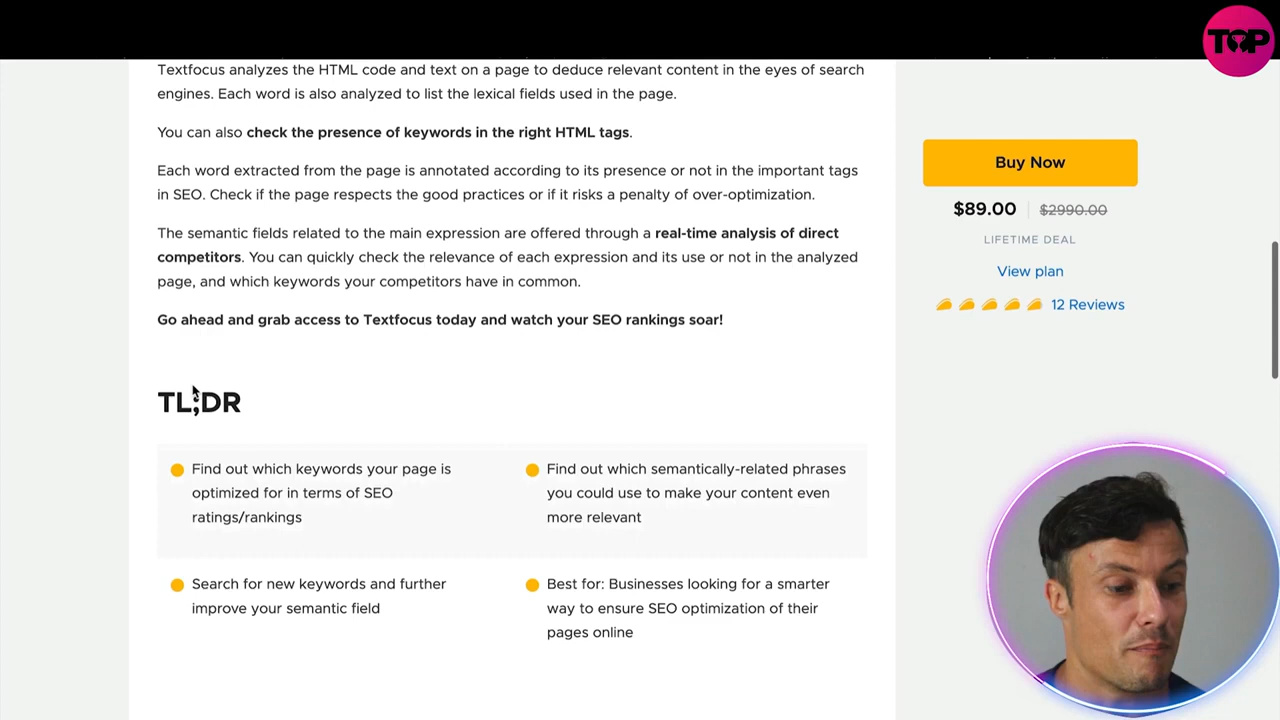 TOP
Textfocus analyzes the HTML code and text on a page to deduce relevant content in the eyes of search
engines. Each word is also analyzed to list the lexical fields used in the page.
You can also check the presence of keywords in the right HTML tags.
Each word extracted from the page is annotated according to its presence or not in the important tags
in SEO. Check if the page respects the good practices or if it risks a penalty of over-optimization.
The semantic fields related to the main expression are offered through a real-time analysis of direct
competitors. You can quickly check the relevance of each expression and its use or not in the analyzed
page, and which keywords your competitors have in common.
Go ahead and grab access to Textfocus today and watch your SEO rankings soar!
Buy Now
$89.00 $2990.00
LIFETIME DEAL
View plan
12 Reviews
TL;DR
Find out which keywords your page is
optimized for in terms of SEO
ratings/rankings
Find out which semantically-related phrases
you could use to make your content even
more relevant
Search for new keywords and further
improve your semantic field
Best for: Businesses looking for a smarter
way to ensure SEO optimization of their
pages online